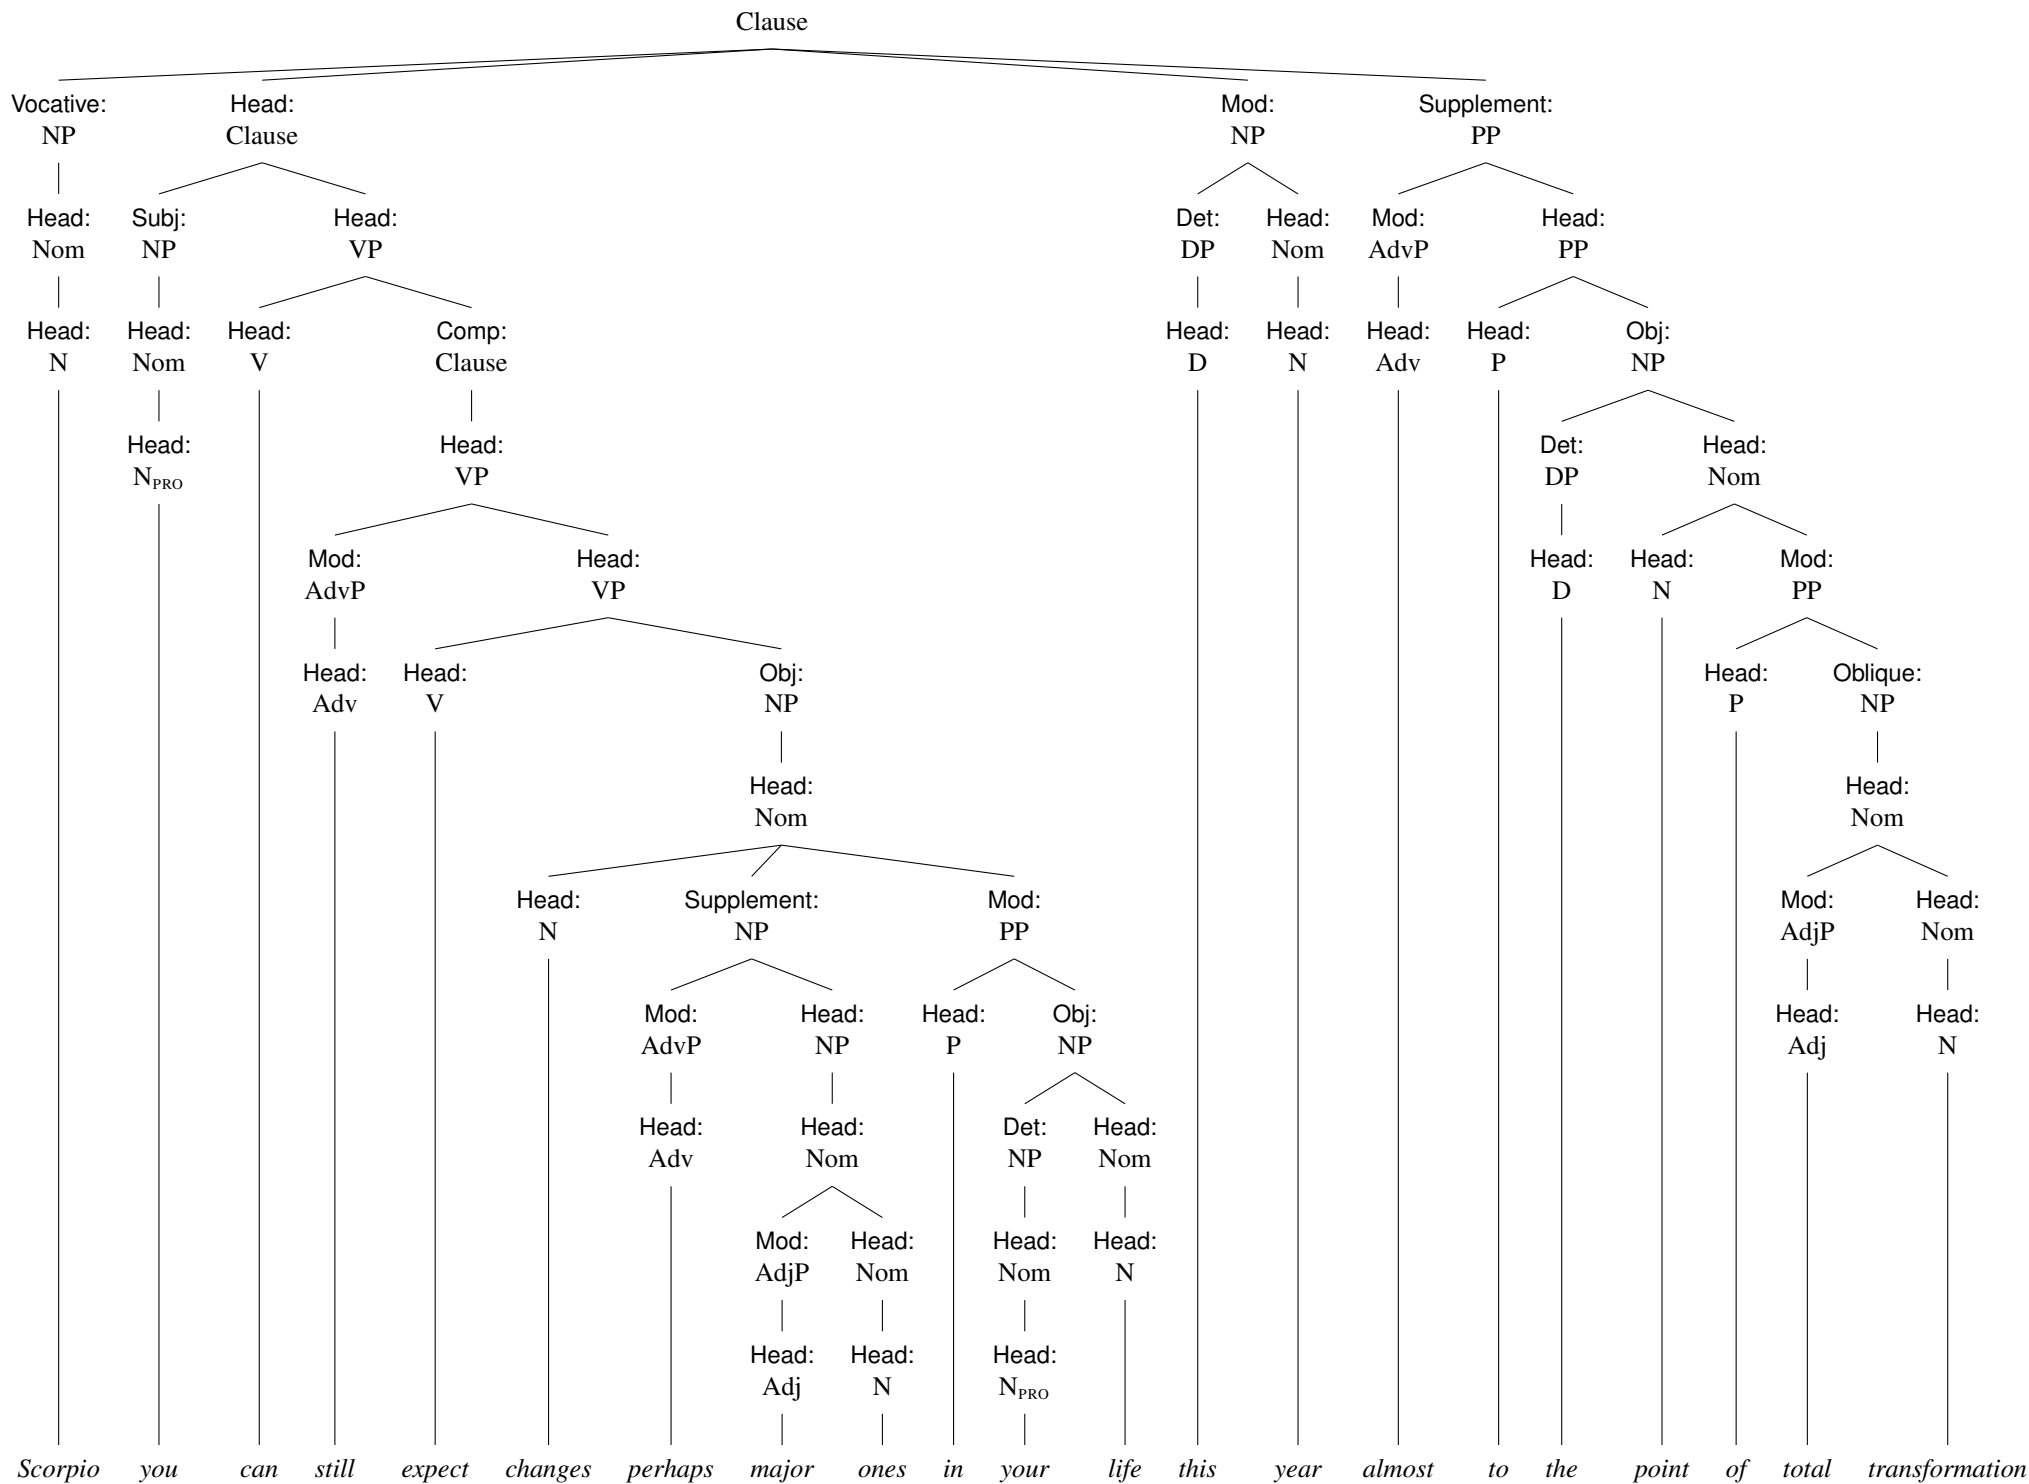 Clause
Vocative: Head: Mod: Supplement:
NP Clause NP PP
Head: Subj: Head: Det: Head: Mod: Head:
Nom NP VP DP Nom AdvP PP
Head: Head: Head: Comp: Head: Head: Head: Head: Obj:
N Nom V Clause D N Adv P NP
Head: Head: Det: Head:
N_PRO VP DP Nom
Mod: Head: Head: Head: Mod:
AdvP VP D N PP
Head: Head: Obj: Head: Oblique:
Adv V NP P NP
Head: Head:
Nom Nom
Head: Supplement: Mod: Mod: Head:
N NP PP AdjP Nom
Mod: Head: Head: Obj: Head: Head:
AdvP NP P NP Adj N
Head: Head: Det: Head:
Adv Nom NP Nom
Mod: Head: Head: Head:
AdjP Nom Nom N
Head: Head: Head:
Adj N N_PRO
Scorpio you can still expect changes perhaps major ones in your life this year almost to the point of total transformation